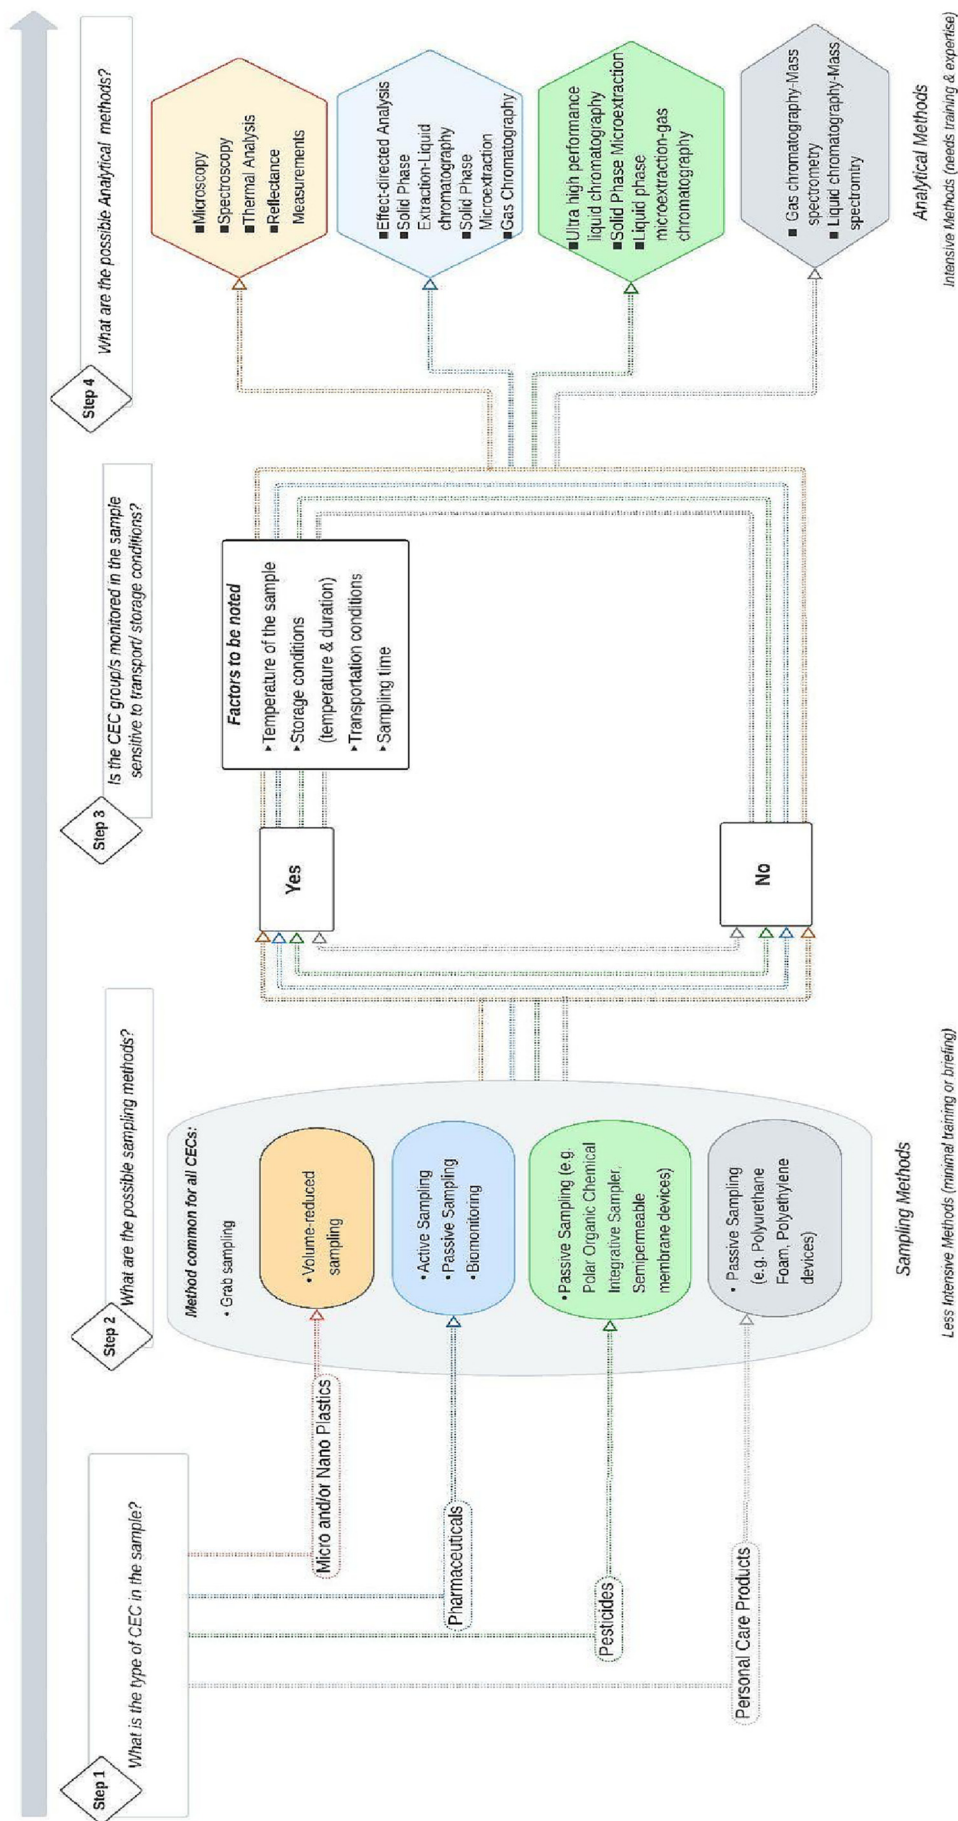 Step 1
What is the type of CEC in the sample?
Micro and/or Nano Plastics
Pharmaceuticals
Pesticides
Personal Care Products
Step 2
What are the possible sampling methods?
Method common for all CECs:
• Grab sampling
• Volume-reduced
sampling
• Active Sampling
• Passive Sampling
• Biomonitoring
• Passive Sampling (e.g.
Polar Organic Chemical
Integrative Sampler,
Semipermeable
membrane devices)
• Passive Sampling
(e.g. Polyurethane
Foam, Polyethylene
devices)
Sampling Methods
Less Intensive Methods (minimal training or briefing)
Step 3
Is the CEC group/s monitored in the sample
sensitive to transport/ storage conditions?
Yes
No
Factors to be noted
▸Temperature of the sample
▸Storage conditions
(temperature & duration)
▸Transportation conditions
▸Sampling time
Step 4
What are the possible Analytical methods?
■Microscopy
■Spectroscopy
■Thermal Analysis
■Reflectance
Measurements
■Effect-directed Analysis
■Solid Phase
Extraction-Liquid
chromatography
■Solid Phase
Microextraction
■Gas Chromatography
■Ultra high performance
liquid chromatography
■Solid Phase Microextraction
■Liquid phase
microextraction-gas
chromatography
■ Gas chromatography-Mass
spectrometry
■ Liquid chromatography-Mass
spectromtry
Analytical Methods
Intensive Methods (needs training & expertise)